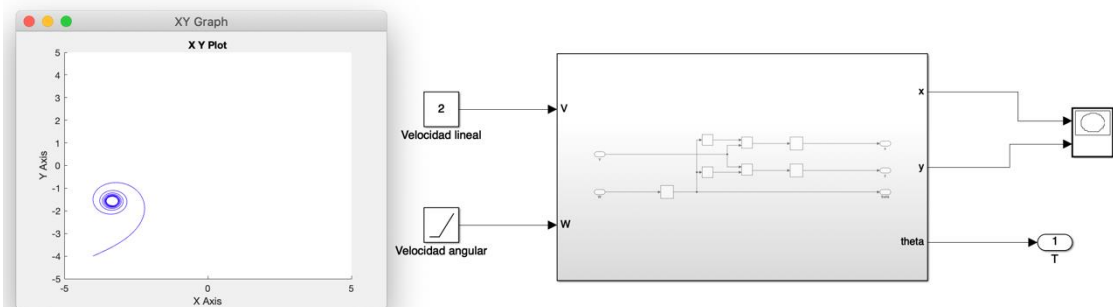 XY Graph
X Y Plot
5
4
3
2
1
0
-1
-2
-3
-4
-5
Y Axis
-5
0
5
X Axis
2
Velocidad lineal
Velocidad angular
V
W
x
y
theta
1
T